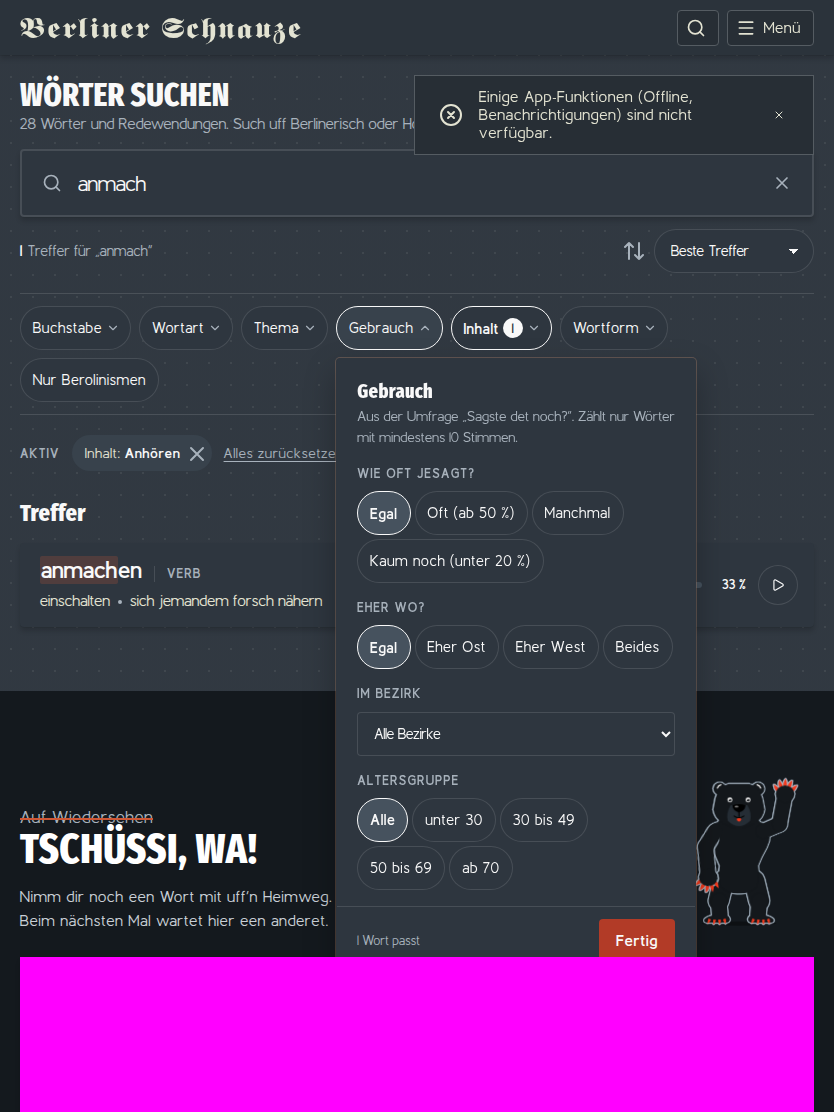 Berliner Schnauze
Menü
WÖRTER SUCHEN
28 Wörter und Redewendungen. Such uff Berlinerisch oder
Einige App-Funktionen (Offline,
Benachrichtigungen) sind nicht
verfügbar.
anmach
1 Treffer für „anmach“
Beste Treffer
Buchstabe
Wortart
Thema
Gebrauch
Inhalt 1
Wortform
Nur Berolinismen
Gebrauch
Aus der Umfrage „Sagste det noch?“. Zählt nur Wörter
mit mindestens 10 Stimmen.
AKTIV
Inhalt: Anhören
Alles zurücksetze
WIE OFT JESAGT?
Egal
Oft (ab 50 %)
Manchmal
Kaum noch (unter 20 %)
Treffer
anmachen
VERB
einschalten • sich jemandem forsch nähern
33 %
EHER WO?
Egal
Eher Ost
Eher West
Beides
IM BEZIRK
Alle Bezirke
ALTERSGRUPPE
Alle
unter 30
30 bis 49
50 bis 69
ab 70
1 Wort passt
Fertig
Auf Wiedersehen
TSCHÜSSI, WA!
Nimm dir noch een Wort mit uff’n Heimweg.
Beim nächsten Mal wartet hier een anderet.